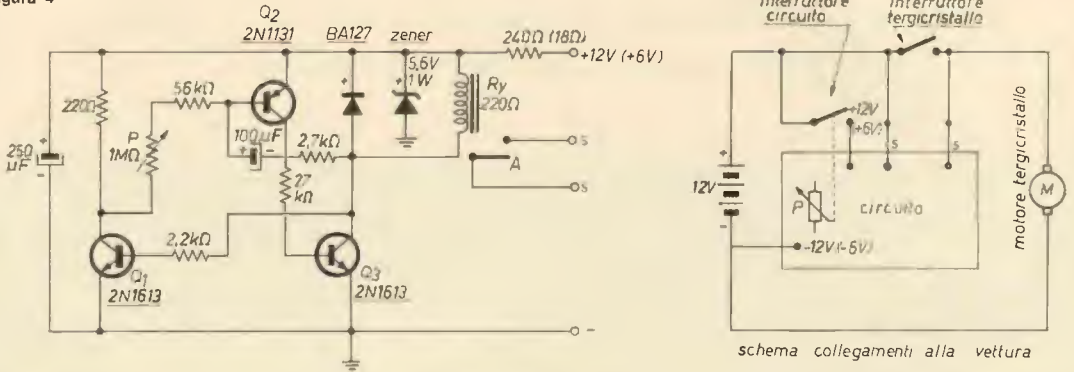 Figura 4
Q2
2N1131
BA127
zener
240Ω (18Ω)
+12V (+6V)
5,6V
1W
Ry
220Ω
56kΩ
220Ω
P
1MΩ
100µF
+
-
2,7kΩ
27
kΩ
+
250
µF
-
2,2kΩ
A
s
s
Q1
2N1613
Q3
2N1613
-
interruttore
circuito
interruttore
tergicristallo
+12V
(+6V)
s
s
+
12V
-
P
circuito
-12V(-6V)
M
motore tergicristallo
schema collegamenti alla vettura